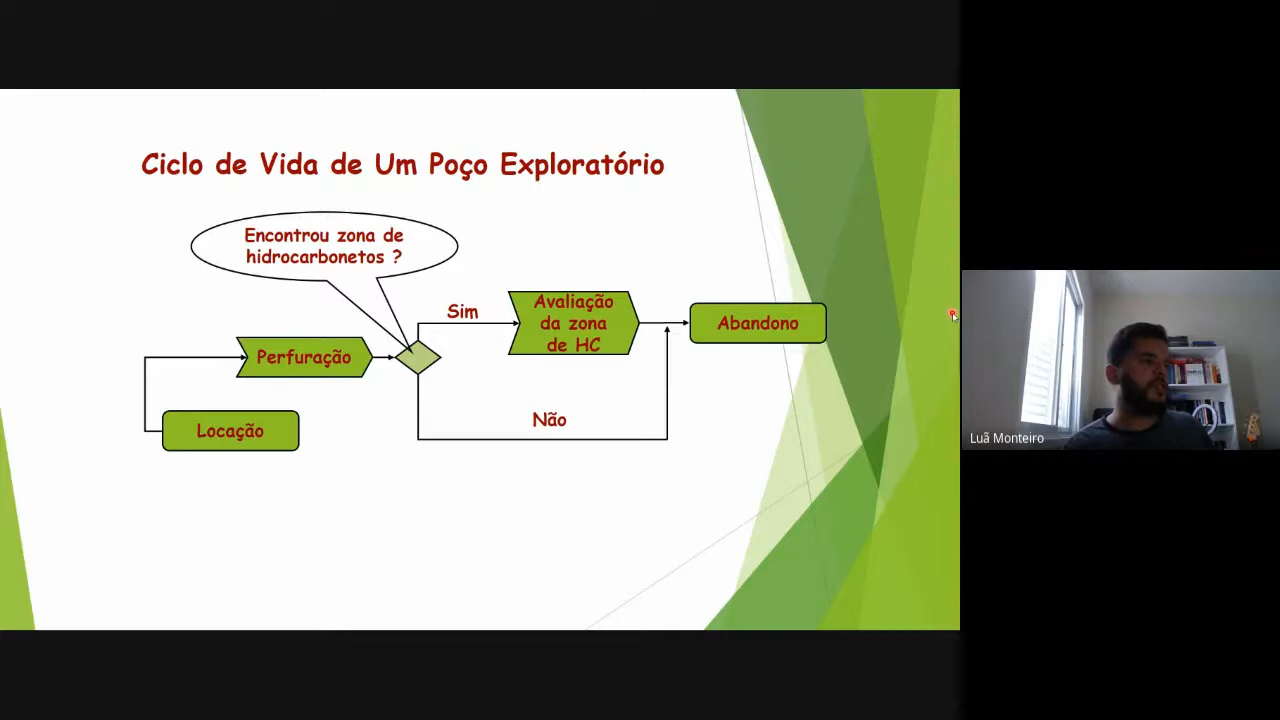 Ciclo de Vida de Um Poço Exploratório
Encontrou zona de
hidrocarbonetos ?
Sim
Avaliação
da zona
de HC
Abandono
Perfuração
Não
Locação
Luã Monteiro